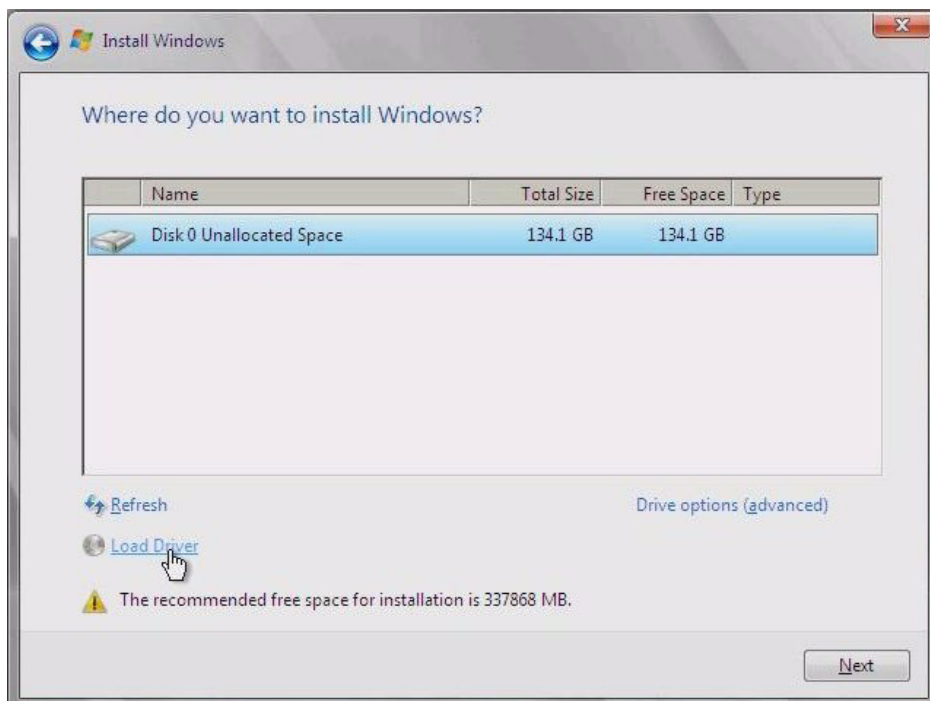 Install Windows
Where do you want to install Windows?
Name Total Size Free Space Type
Disk 0 Unallocated Space 134.1 GB 134.1 GB
Refresh Drive options (advanced)
Load Driver
The recommended free space for installation is 337868 MB.
Next